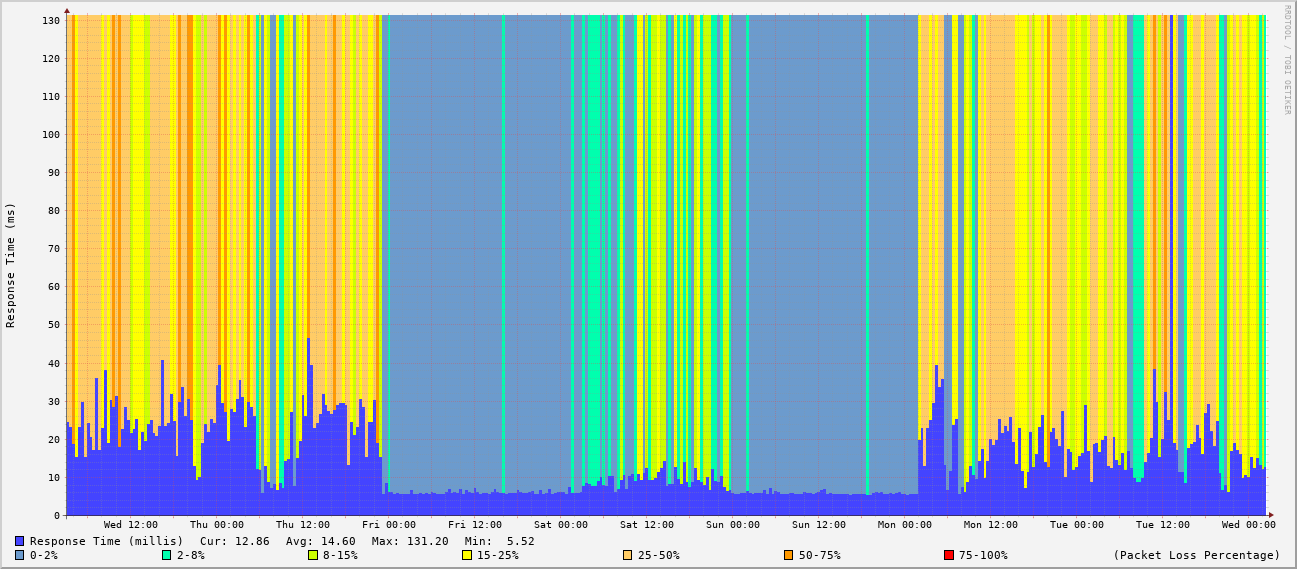 RRDTOOL / TOBI OETIKER
Response Time (ms)
130
120
110
100
90
80
70
60
50
40
30
20
10
0
Wed 12:00 Thu 00:00 Thu 12:00 Fri 00:00 Fri 12:00 Sat 00:00 Sat 12:00 Sun 00:00 Sun 12:00 Mon 00:00 Mon 12:00 Tue 00:00 Tue 12:00 Wed 00:00
Response Time (millis) Cur: 12.86 Avg: 14.60 Max: 131.20 Min: 5.52
0-2% 2-8% 8-15% 15-25% 25-50% 50-75% 75-100% (Packet Loss Percentage)